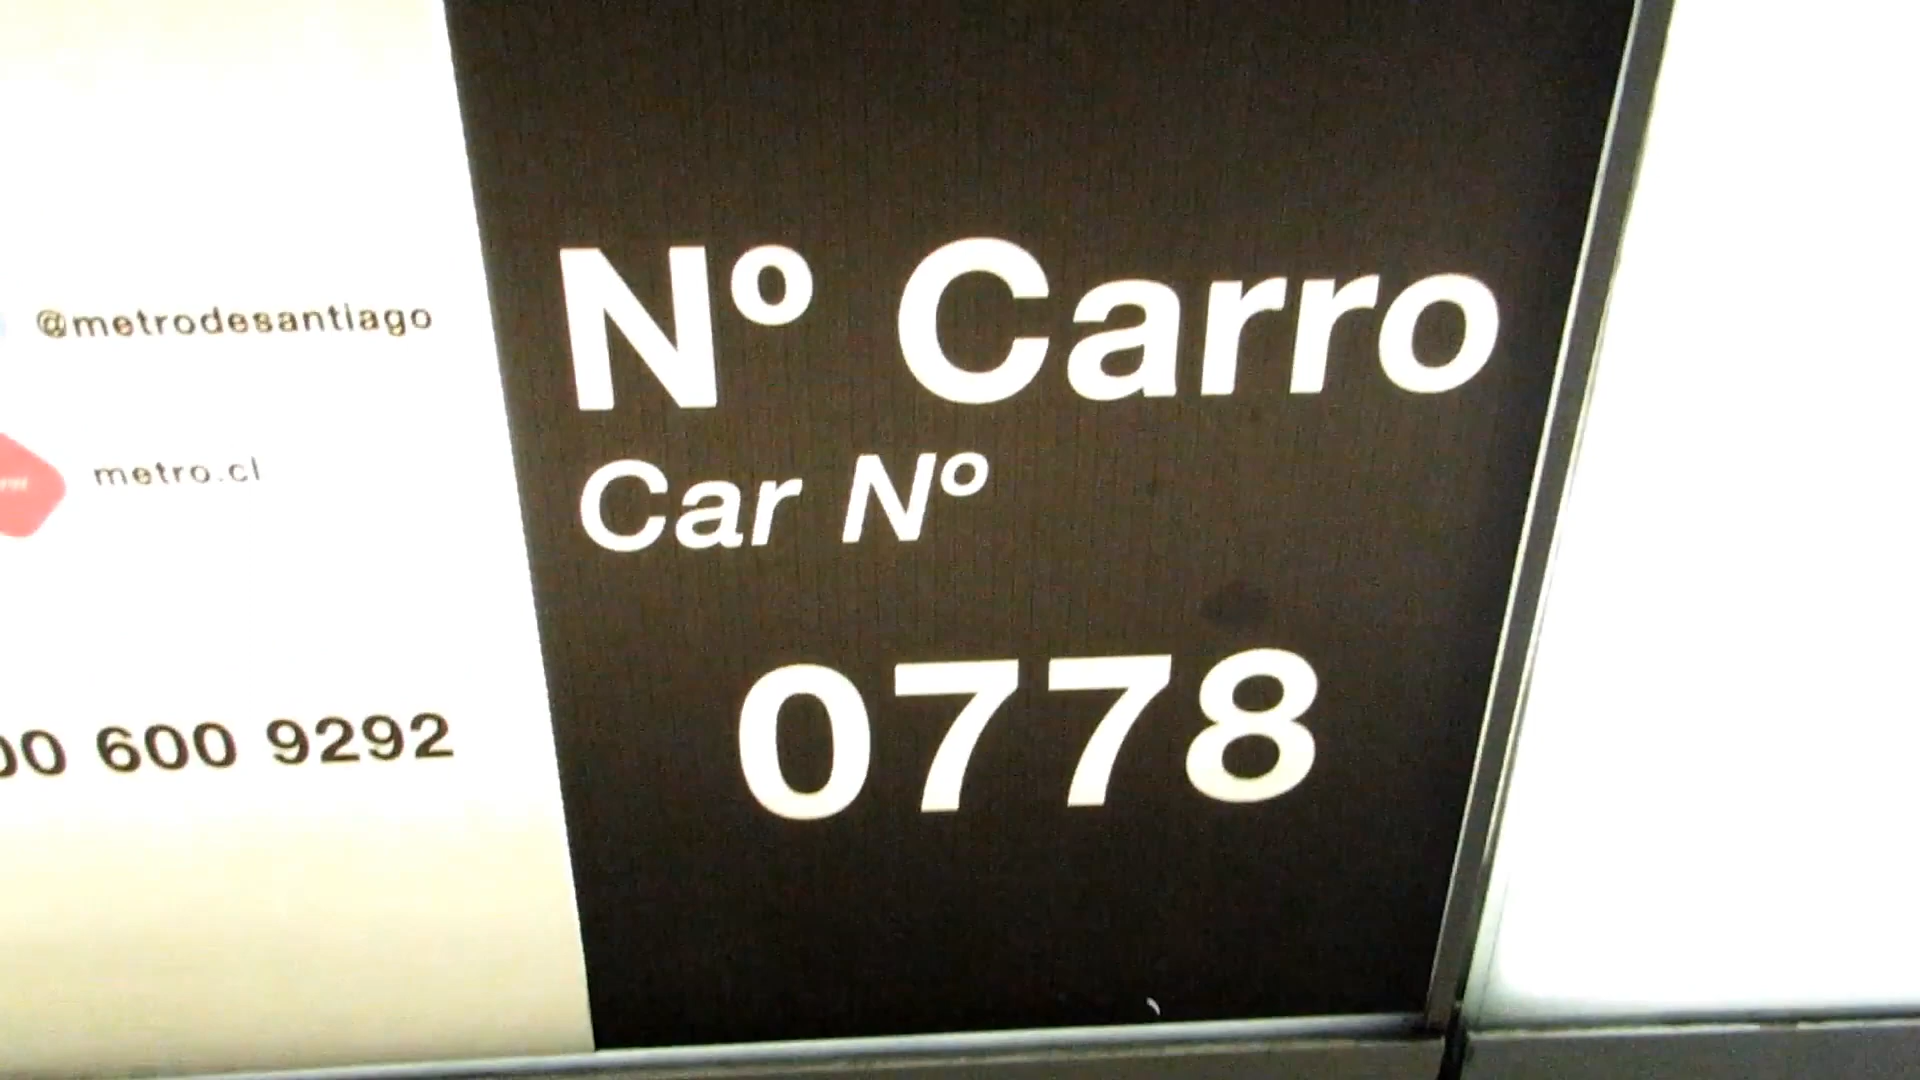 @metrodesantiago
metro.cl
00 600 9292
Nº Carro
Car Nº
0778